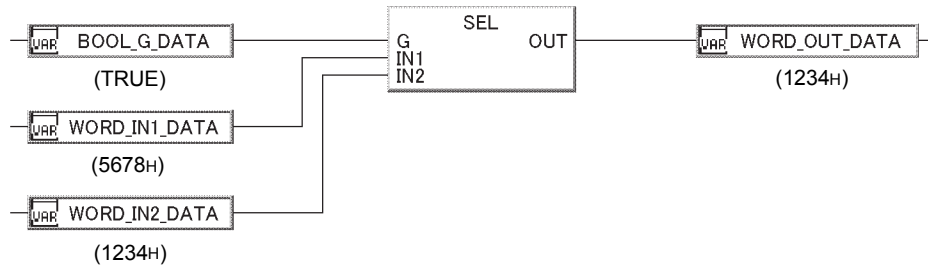 VAR BOOL_G_DATA
(TRUE)
VAR WORD_IN1_DATA
(5678H)
VAR WORD_IN2_DATA
(1234H)
SEL
G OUT
IN1
IN2
VAR WORD_OUT_DATA
(1234H)